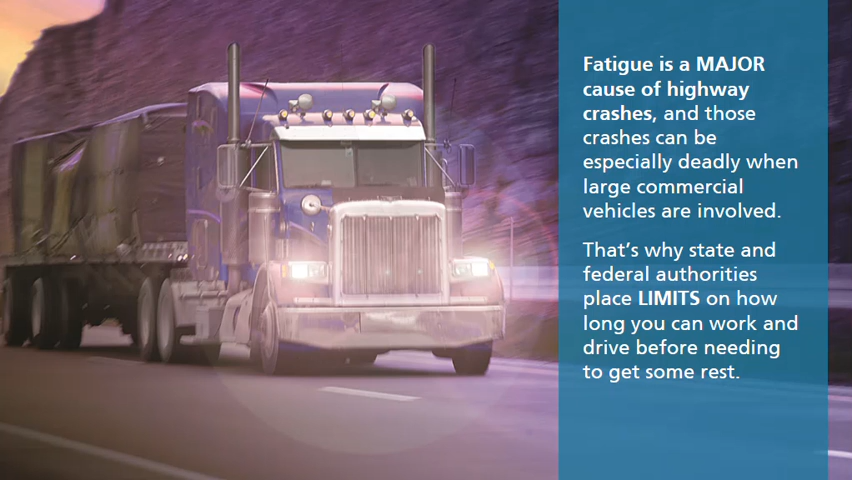 Fatigue is a MAJOR
cause of highway
crashes, and those
crashes can be
especially deadly when
large commercial
vehicles are involved.
That’s why state and
federal authorities
place LIMITS on how
long you can work and
drive before needing
to get some rest.